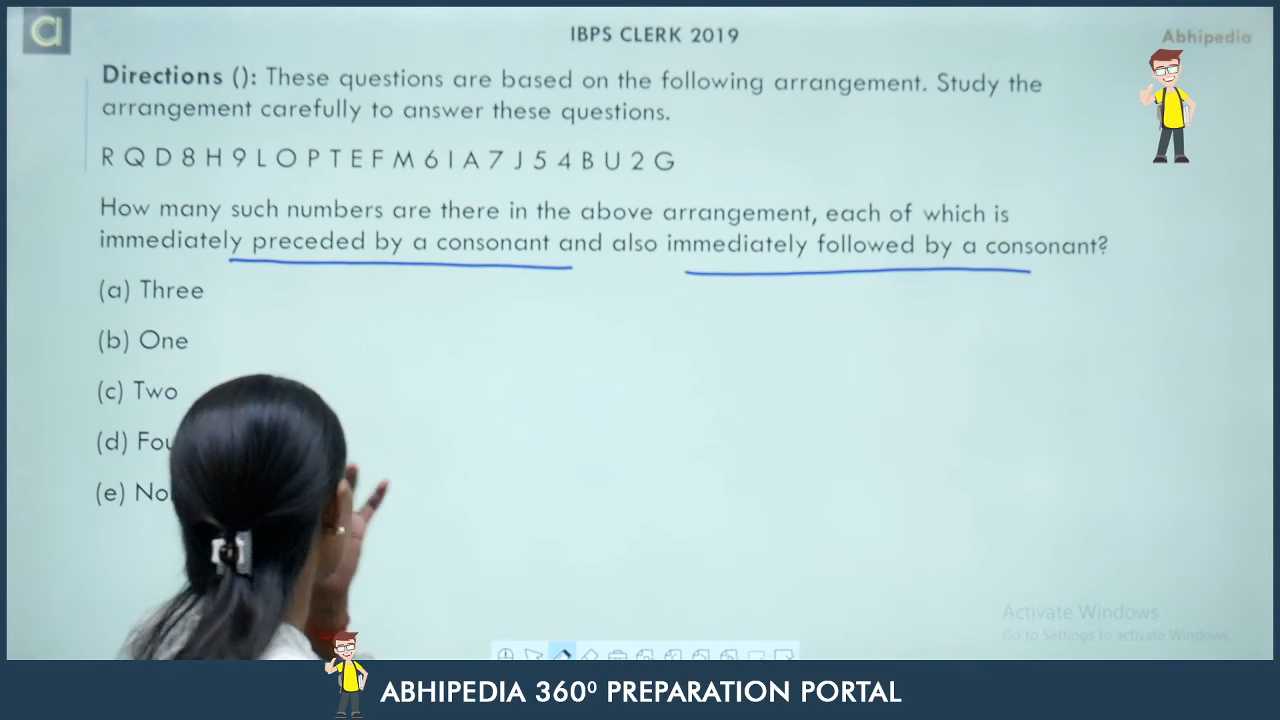 a
IBPS CLERK 2019
Abhipedia
Directions (): These questions are based on the following arrangement. Study the
arrangement carefully to answer these questions.
R Q D 8 H 9 L O P T E F M 6 I A 7 J 5 4 B U 2 G
How many such numbers are there in the above arrangement, each of which is
immediately preceded by a consonant and also immediately followed by a consonant?
(a) Three
(b) One
(c) Two
(d)
(e)
Activate Windows
Go to Settings to activate Windows.
ABHIPEDIA 360⁰ PREPARATION PORTAL